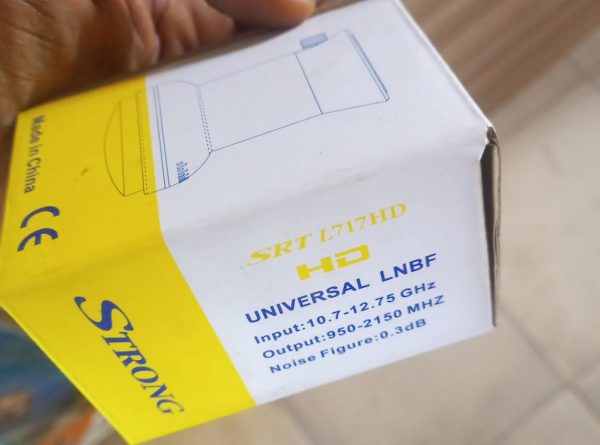 Made in China
CE
STRONG
SRT L717HD
HD
UNIVERSAL LNBF
Input:10.7-12.75 GHz
Output:950-2150 MHZ
Noise Figure:0.3dB